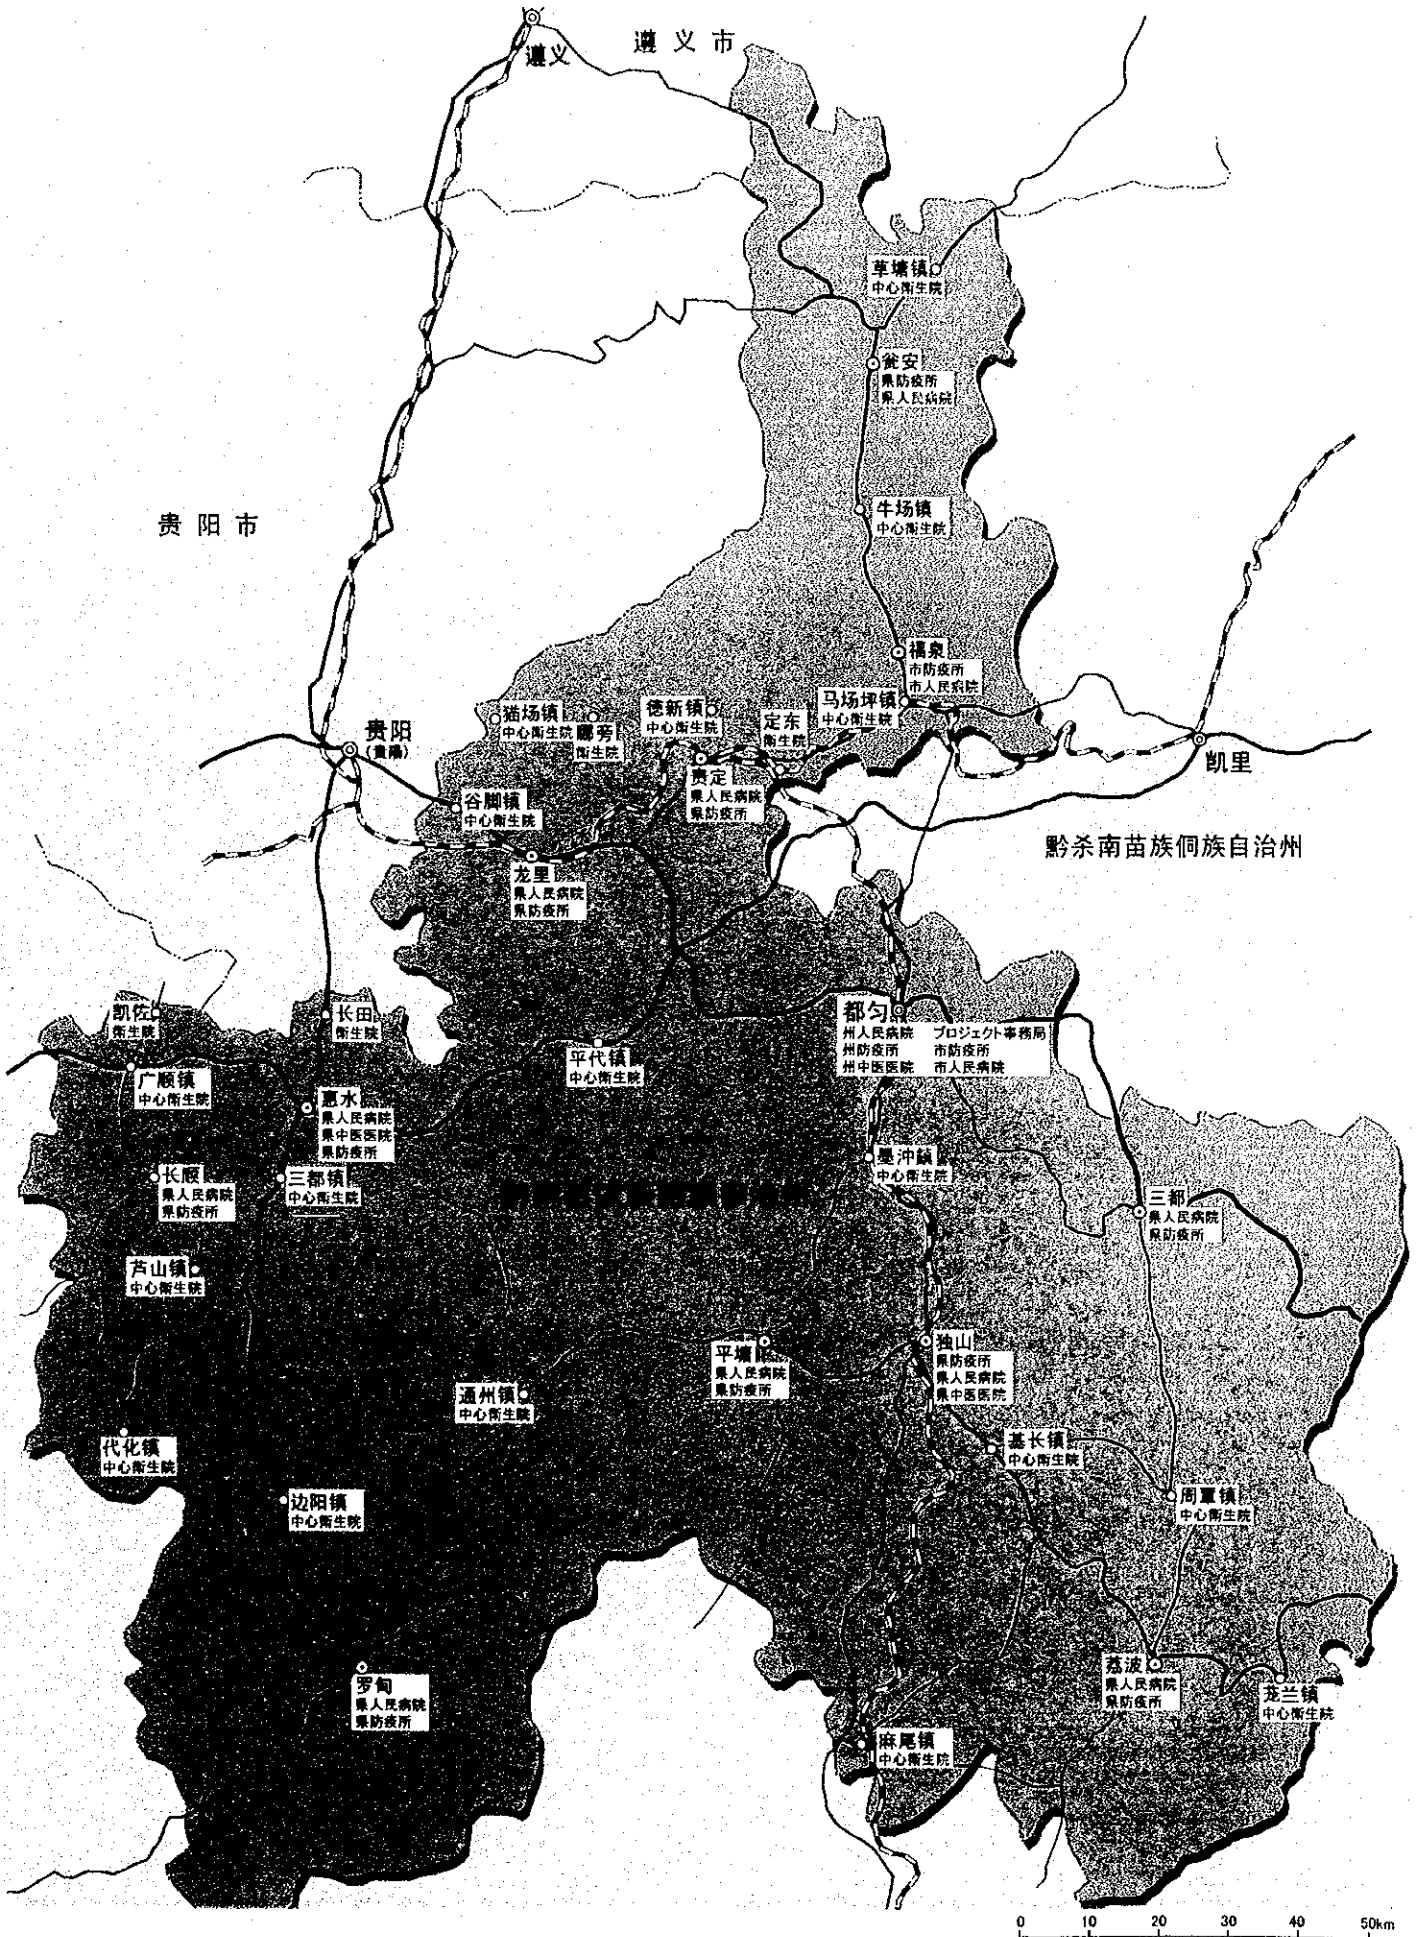 遵义
遵 义 市
草塘镇
中心衛生院
瓮安
県防疫所
県人民病院
贵 阳 市
牛场镇
中心衛生院
福泉
市防疫所
市人民病院
马场坪镇
中心衛生院
猫场镇
中心衛生院
衛生院
德新镇
中心衛生院
定东
衛生院
贵阳
(貴陽)
贵定
県人民病院
県防疫所
凯里
谷脚镇
中心衛生院
龙里
県人民病院
県防疫所
黔杀南苗族侗族自治州
凯佐
衛生院
长田
衛生院
都匀
州人民病院 プロジェクト事務局
州防疫所 市防疫所
州中医医院 市人民病院
平代镇
中心衛生院
广顺镇
中心衛生院
惠水
県人民病院
県中医医院
県防疫所
墨冲镇
中心衛生院
长顺
県人民病院
県防疫所
三都镇
中心衛生院
三都
県人民病院
県防疫所
芦山镇
中心衛生院
平塘
県人民病院
県防疫所
独山
県防疫所
県人民病院
県中医医院
通州镇
中心衛生院
代化镇
中心衛生院
基长镇
中心衛生院
边阳镇
中心衛生院
周覃镇
中心衛生院
罗甸
県人民病院
県防疫所
荔波
県人民病院
県防疫所
中心衛生院
麻尾镇
中心衛生院
0 10 20 30 40 50km